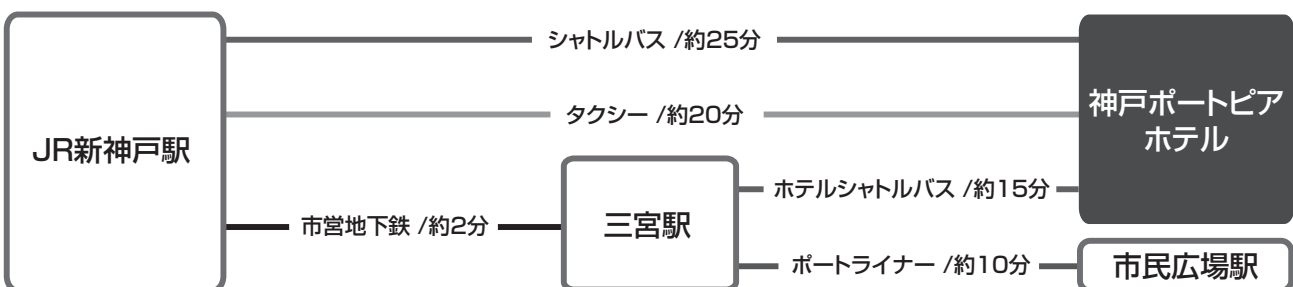 JR新神戸駅
シャトルバス /約25分
タクシー /約20分
市営地下鉄 /約2分
三宮駅
ホテルシャトルバス /約15分
ポートライナー /約10分
神戸ポートピア
ホテル
市民広場駅